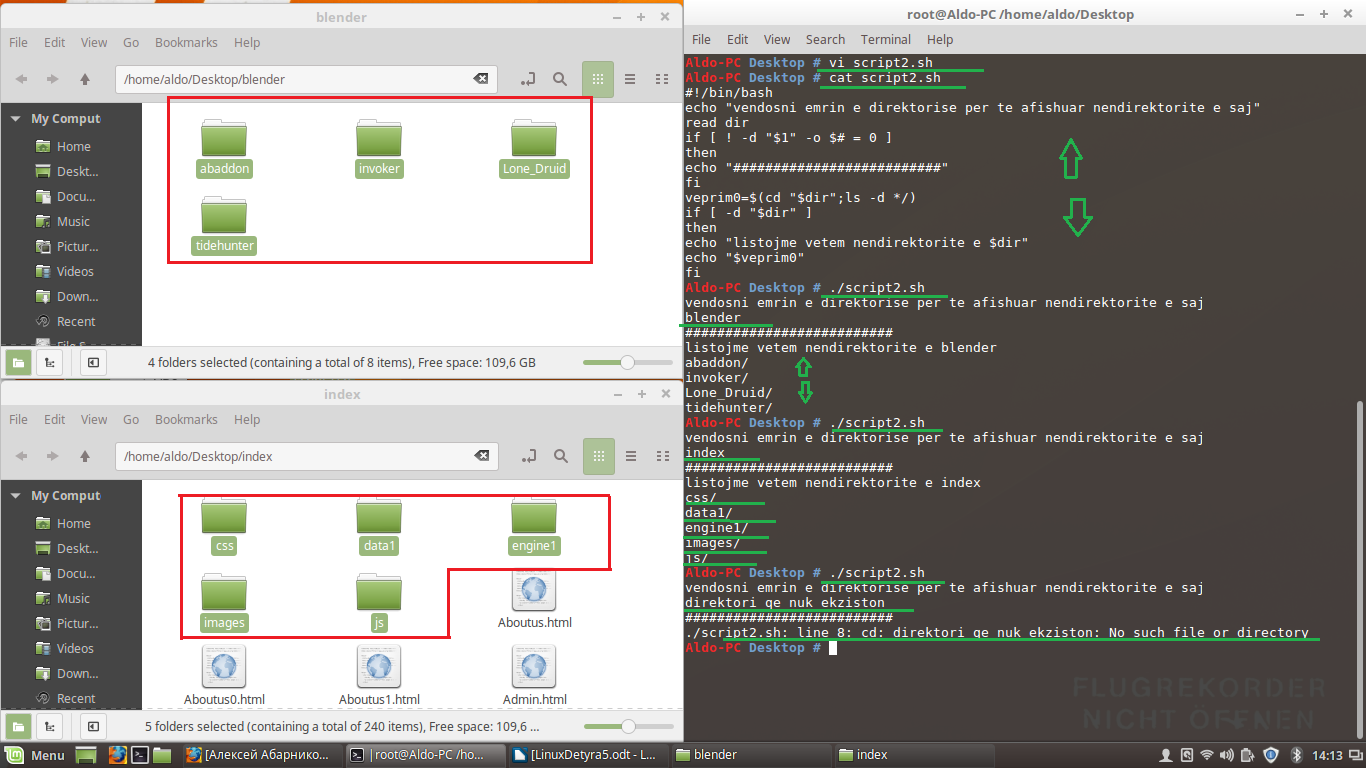 blender
File Edit View Go Bookmarks Help
/home/aldo/Desktop/blender
My Comput
Home
Deskt...
Docu...
Music
Pictur...
Videos
Down...
Recent
File S
abaddon
invoker
Lone_Druid
tidehunter
4 folders selected (containing a total of 8 items), Free space: 109,6 GB
index
File Edit View Go Bookmarks Help
/home/aldo/Desktop/index
My Comput
Home
Deskt...
Docu...
Music
Pictur...
Videos
Down...
Recent
css
data1
engine1
images
js
Aboutus.html
Aboutus0.html
Aboutus1.html
Admin.html
5 folders selected (containing a total of 240 items), Free space: 109,6 ...
root@Aldo-PC /home/aldo/Desktop
File Edit View Search Terminal Help
Aldo-PC Desktop # vi script2.sh
Aldo-PC Desktop # cat script2.sh
#!/bin/bash
echo "vendosni emrin e direktorise per te afishuar nendirektorite e saj"
read dir
if [ ! -d "$1" -o $# = 0 ]
then
echo "##########################"
fi
veprim0=$(cd "$dir";ls -d */)
if [ -d "$dir" ]
then
echo "listojme vetem nendirektorite e $dir"
echo "$veprim0"
fi
Aldo-PC Desktop # ./script2.sh
vendosni emrin e direktorise per te afishuar nendirektorite e saj
blender
##########################
listojme vetem nendirektorite e blender
abaddon/
invoker/
Lone_Druid/
tidehunter/
Aldo-PC Desktop # ./script2.sh
vendosni emrin e direktorise per te afishuar nendirektorite e saj
index
##########################
listojme vetem nendirektorite e index
css/
data1/
engine1/
images/
js/
Aldo-PC Desktop # ./script2.sh
vendosni emrin e direktorise per te afishuar nendirektorite e saj
direktori qe nuk ekziston
##########################
./script2.sh: line 8: cd: direktori qe nuk ekziston: No such file or directory
Aldo-PC Desktop #
FLUGREKORDER
NICHT ÖFFNEN
Menu
[Алексей Абарнико...
root@Aldo-PC /ho...
[LinuxDetyra5.odt - L...
blender
index
14:13